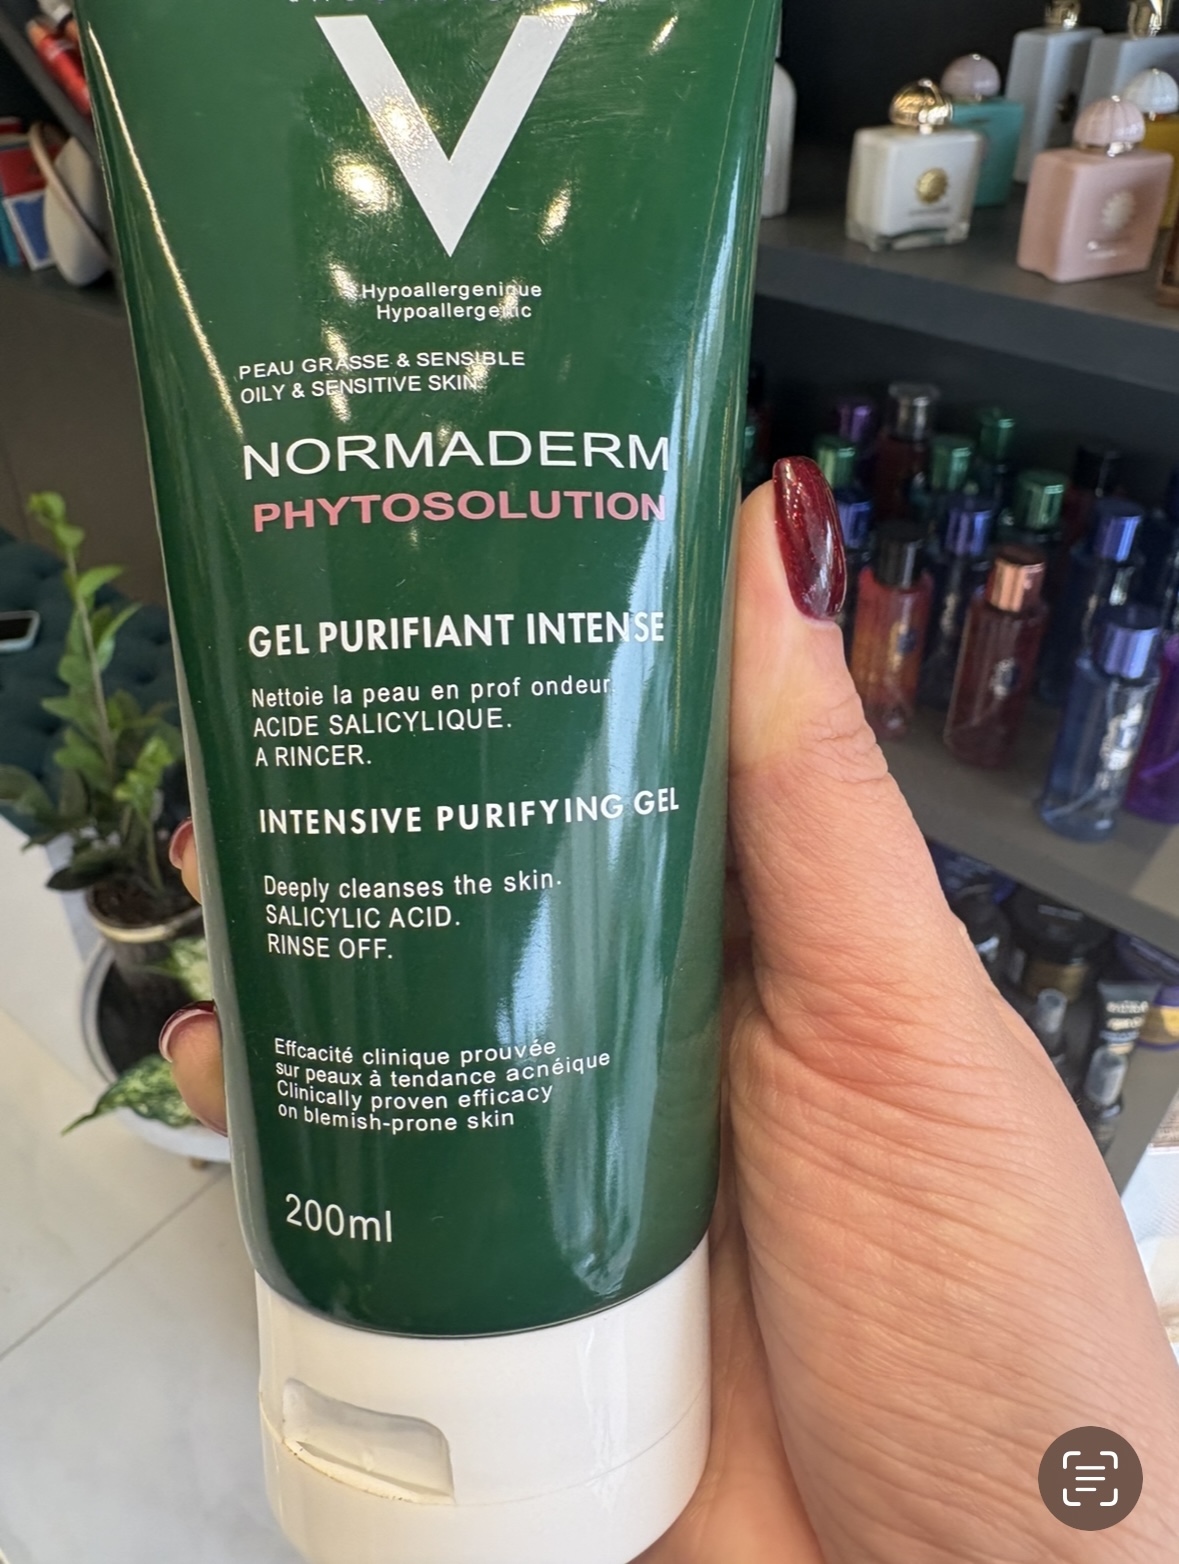 V
Hypoallergenique
Hypoallergenic
PEAU GRASSE & SENSIBLE
OILY & SENSITIVE SKIN
NORMADERM
PHYTOSOLUTION
GEL PURIFIANT INTENSE
Nettoie la peau en prof ondeur.
ACIDE SALICYLIQUE.
A RINCER.
INTENSIVE PURIFYING GEL
Deeply cleanses the skin.
SALICYLIC ACID.
RINSE OFF.
Effcacité clinique prouvée
sur peaux à tendance acnéique
Clinically proven efficacy
on blemish-prone skin
200ml